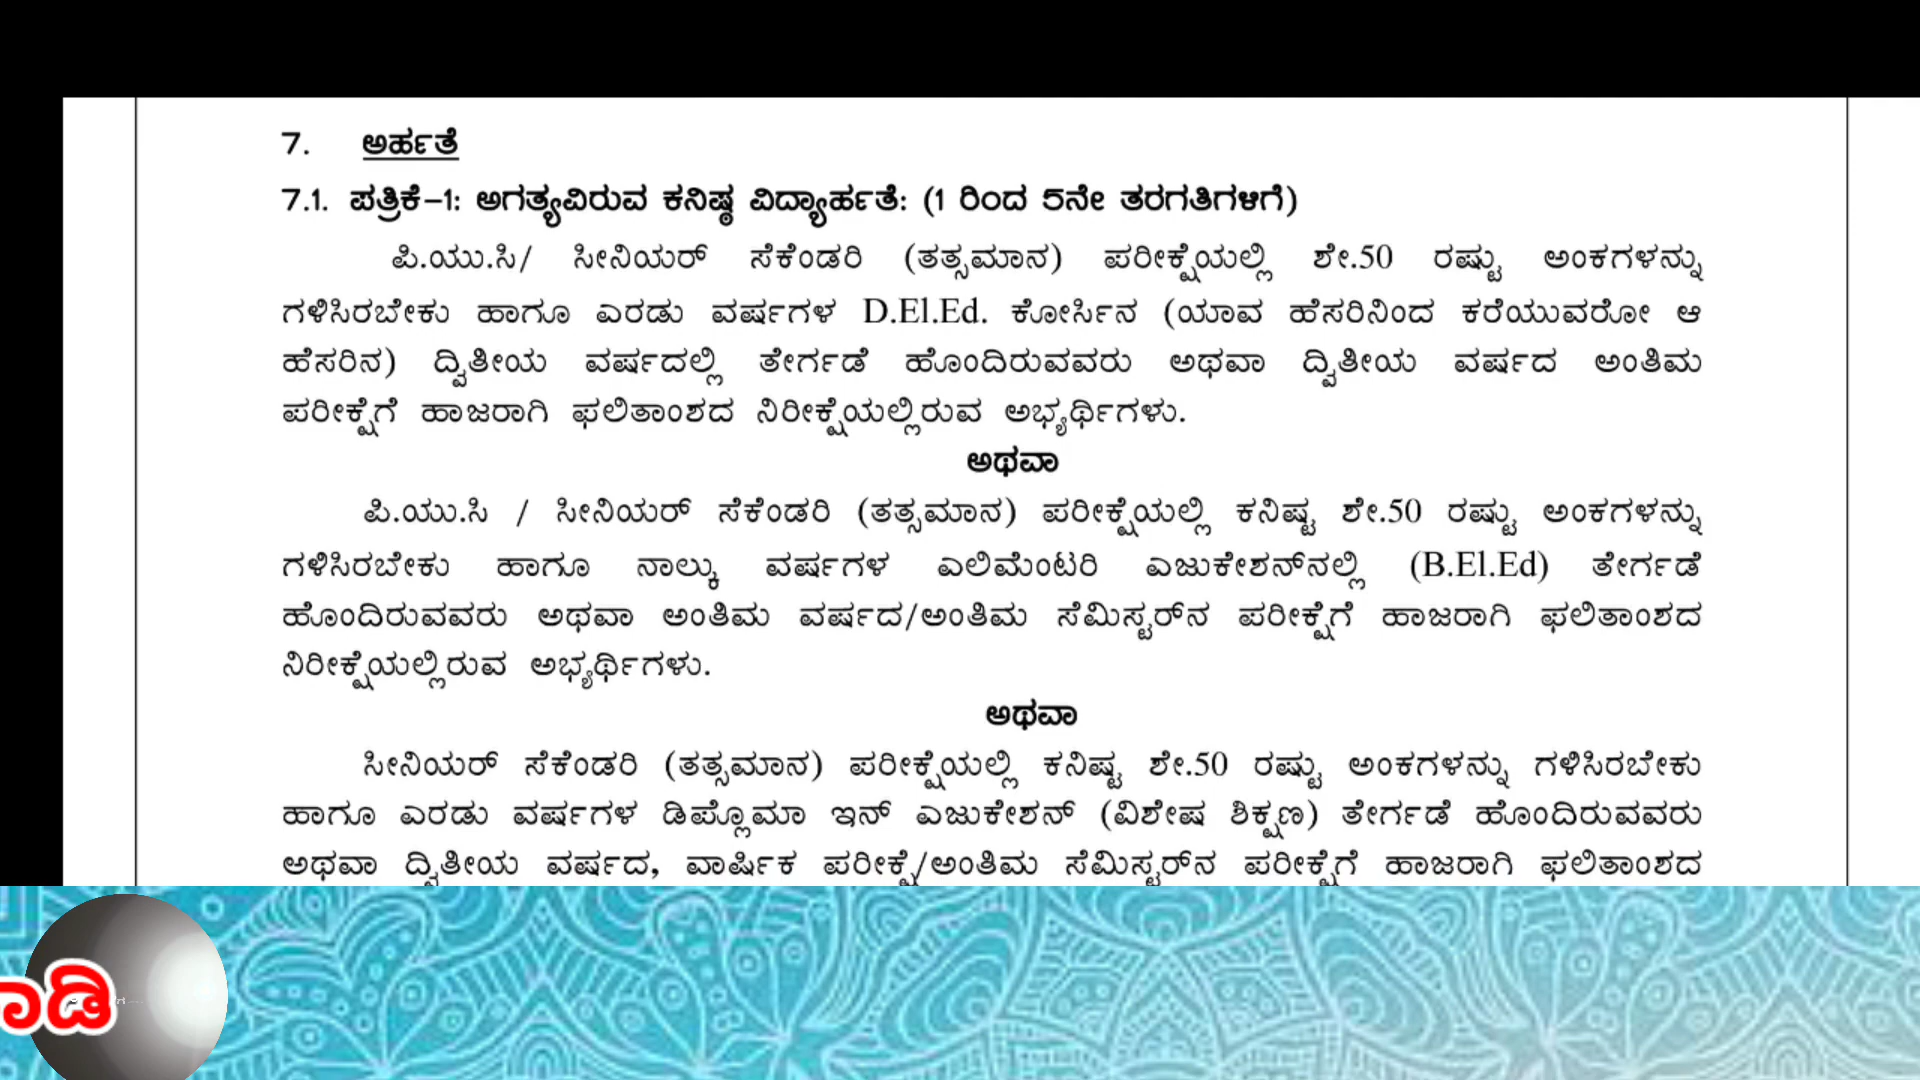 7. ಅರ್ಹತೆ
7.1. ಪತ್ರಿಕೆ–1: ಅಗತ್ಯವಿರುವ ಕನಿಷ್ಠ ವಿದ್ಯಾರ್ಹತೆ: (1 ರಿಂದ 5ನೇ ತರಗತಿಗಳಿಗೆ)
ಪಿ.ಯು.ಸಿ/ ಸೀನಿಯರ್ ಸೆಕೆಂಡರಿ (ತತ್ಸಮಾನ) ಪರೀಕ್ಷೆಯಲ್ಲಿ ಶೇ.50 ರಷ್ಟು ಅಂಕಗಳನ್ನು
ಗಳಿಸಿರಬೇಕು ಹಾಗೂ ಎರಡು ವರ್ಷಗಳ D.El.Ed. ಕೋರ್ಸಿನ (ಯಾವ ಹೆಸರಿನಿಂದ ಕರೆಯುವರೋ ಆ
ಹೆಸರಿನ) ದ್ವಿತೀಯ ವರ್ಷದಲ್ಲಿ ತೇರ್ಗಡೆ ಹೊಂದಿರುವವರು ಅಥವಾ ದ್ವಿತೀಯ ವರ್ಷದ ಅಂತಿಮ
ಪರೀಕ್ಷೆಗೆ ಹಾಜರಾಗಿ ಫಲಿತಾಂಶದ ನಿರೀಕ್ಷೆಯಲ್ಲಿರುವ ಅಭ್ಯರ್ಥಿಗಳು.
ಅಥವಾ
ಪಿ.ಯು.ಸಿ / ಸೀನಿಯರ್ ಸೆಕೆಂಡರಿ (ತತ್ಸಮಾನ) ಪರೀಕ್ಷೆಯಲ್ಲಿ ಕನಿಷ್ಟ ಶೇ.50 ರಷ್ಟು ಅಂಕಗಳನ್ನು
ಗಳಿಸಿರಬೇಕು ಹಾಗೂ ನಾಲ್ಕು ವರ್ಷಗಳ ಎಲಿಮೆಂಟರಿ ಎಜುಕೇಶನ್‌ನಲ್ಲಿ (B.El.Ed) ತೇರ್ಗಡೆ
ಹೊಂದಿರುವವರು ಅಥವಾ ಅಂತಿಮ ವರ್ಷದ/ಅಂತಿಮ ಸೆಮಿಸ್ಟರ್‌ನ ಪರೀಕ್ಷೆಗೆ ಹಾಜರಾಗಿ ಫಲಿತಾಂಶದ
ನಿರೀಕ್ಷೆಯಲ್ಲಿರುವ ಅಭ್ಯರ್ಥಿಗಳು.
ಅಥವಾ
ಸೀನಿಯರ್ ಸೆಕೆಂಡರಿ (ತತ್ಸಮಾನ) ಪರೀಕ್ಷೆಯಲ್ಲಿ ಕನಿಷ್ಟ ಶೇ.50 ರಷ್ಟು ಅಂಕಗಳನ್ನು ಗಳಿಸಿರಬೇಕು
ಹಾಗೂ ಎರಡು ವರ್ಷಗಳ ಡಿಪ್ಲೊಮಾ ಇನ್ ಎಜುಕೇಶನ್ (ವಿಶೇಷ ಶಿಕ್ಷಣ) ತೇರ್ಗಡೆ ಹೊಂದಿರುವವರು
ಅಥವಾ ದ್ವಿತೀಯ ವರ್ಷದ, ವಾರ್ಷಿಕ ಪರೀಕ್ಷೆ/ಅಂತಿಮ ಸೆಮಿಸ್ಟರ್‌ನ ಪರೀಕ್ಷೆಗೆ ಹಾಜರಾಗಿ ಫಲಿತಾಂಶದ